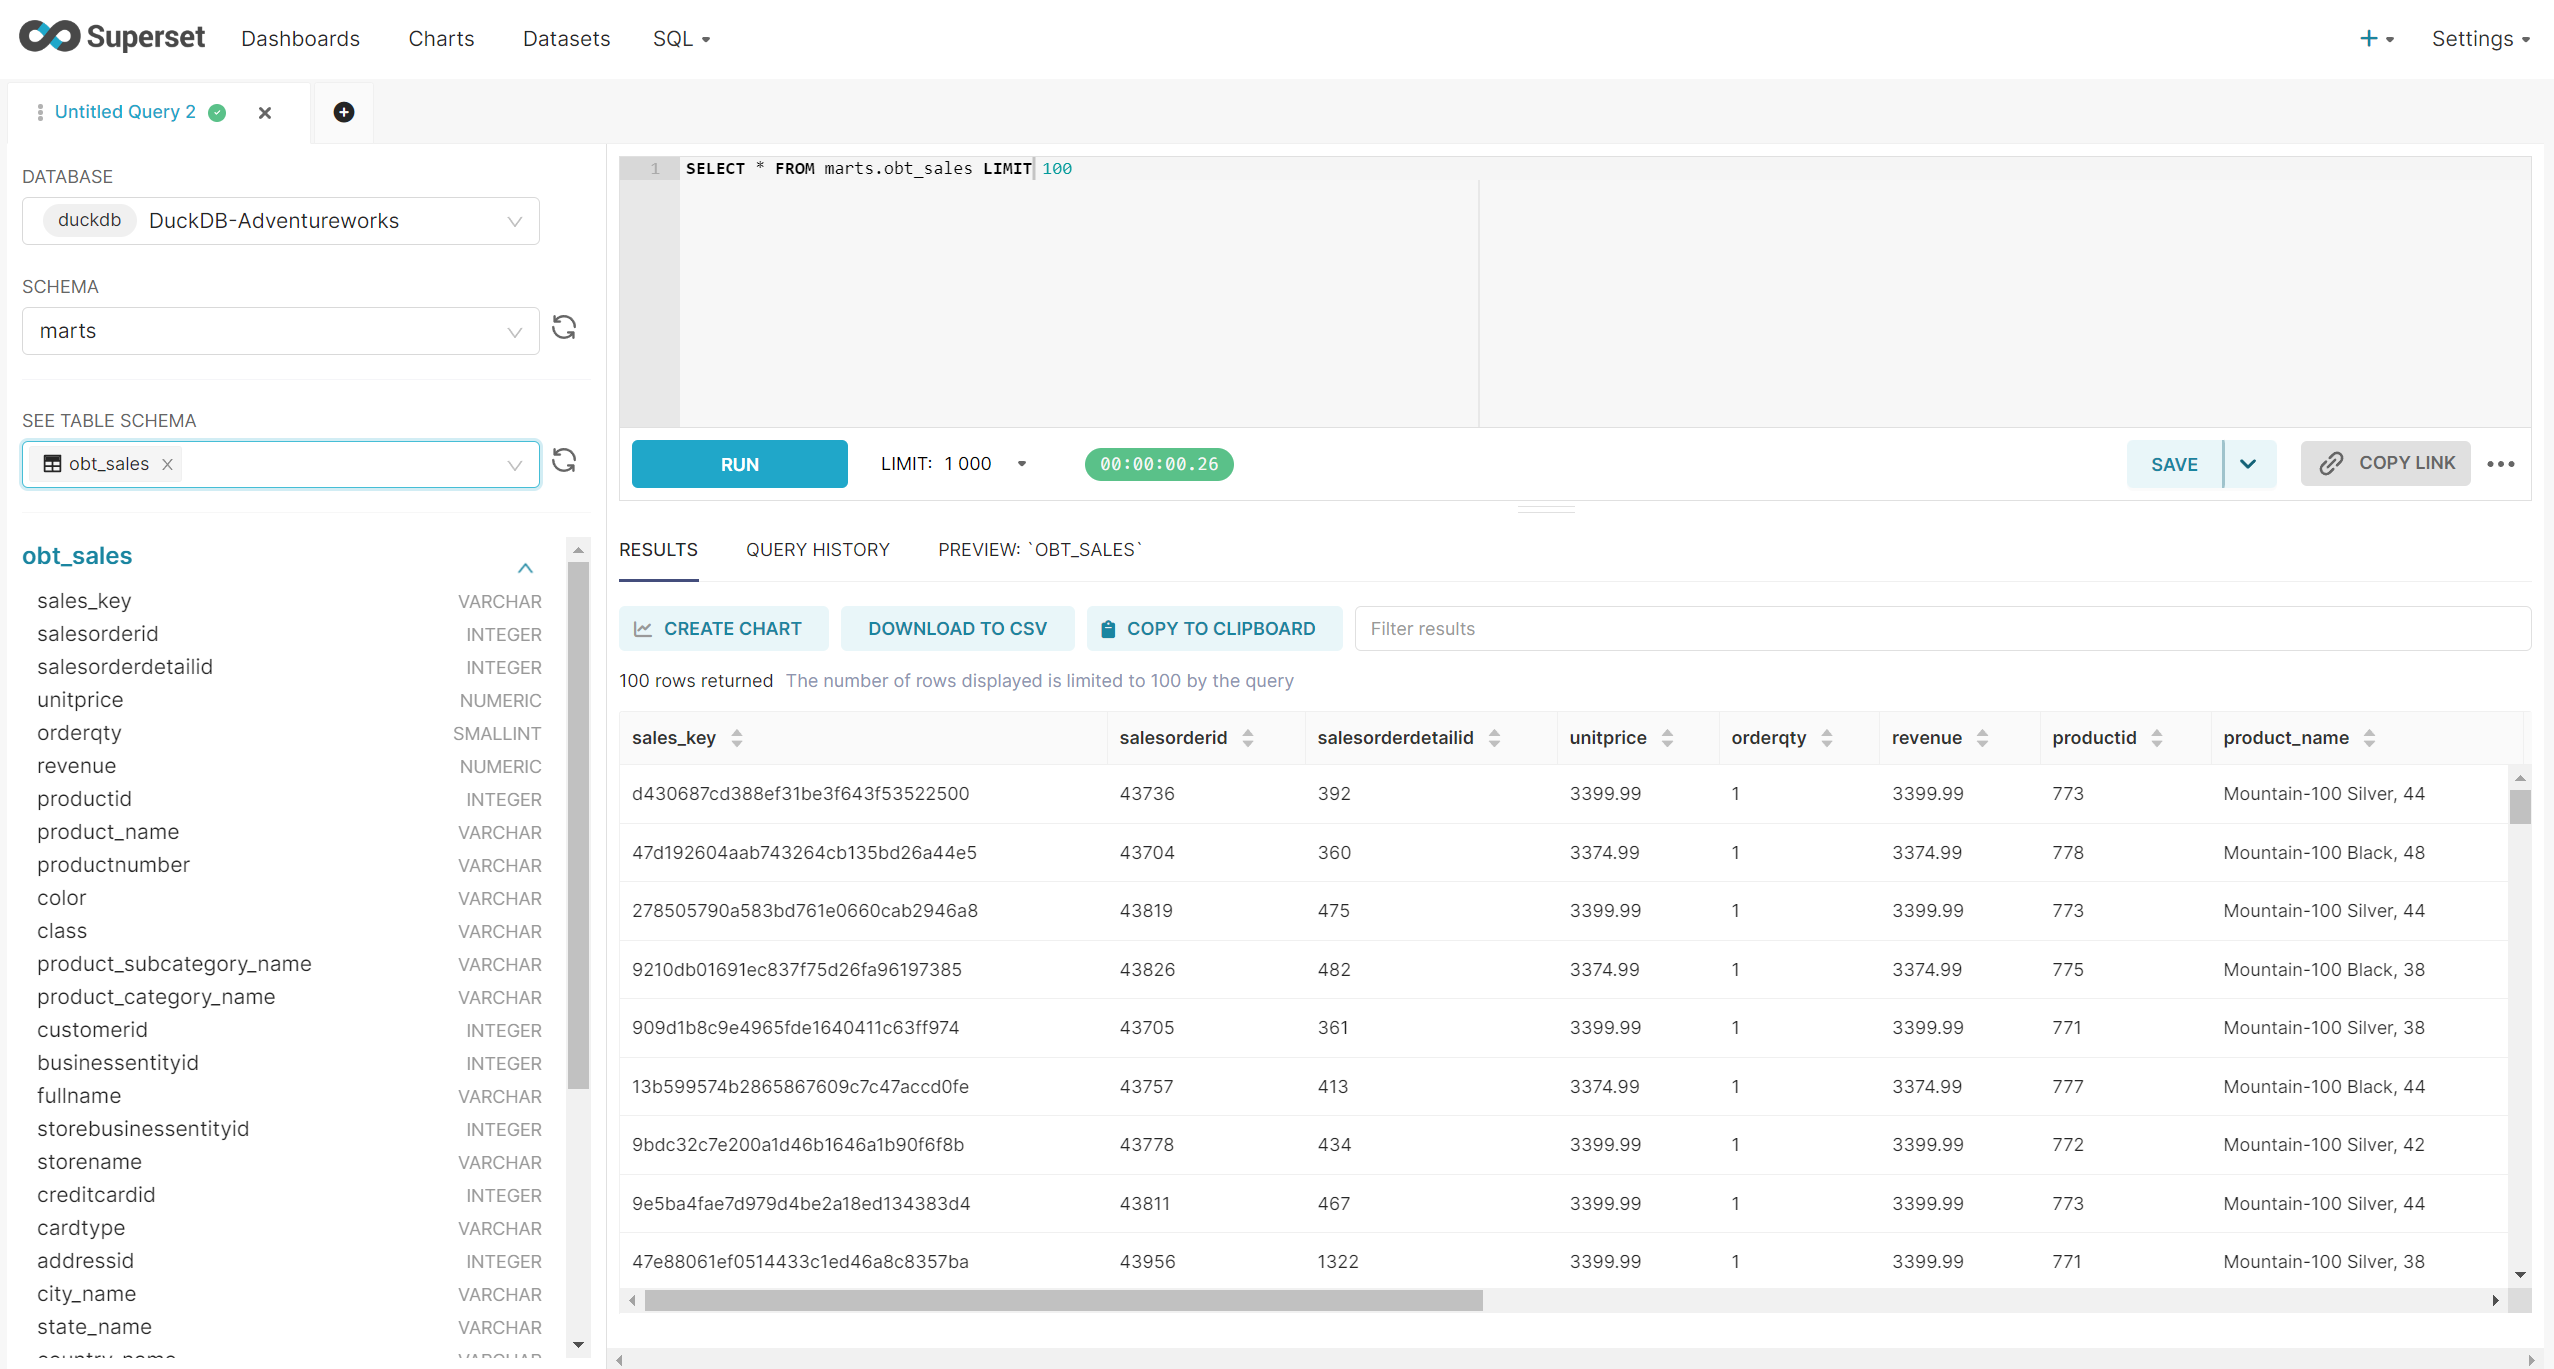 Superset Dashboards Charts Datasets SQL + Settings
Untitled Query 2
DATABASE
duckdb DuckDB-Adventureworks
SCHEMA
marts
SEE TABLE SCHEMA
obt_sales
obt_sales
sales_key VARCHAR
salesorderid INTEGER
salesorderdetailid INTEGER
unitprice NUMERIC
orderqty SMALLINT
revenue NUMERIC
productid INTEGER
product_name VARCHAR
productnumber VARCHAR
color VARCHAR
class VARCHAR
product_subcategory_name VARCHAR
product_category_name VARCHAR
customerid INTEGER
businessentityid INTEGER
fullname VARCHAR
storebusinessentityid INTEGER
storename VARCHAR
creditcardid INTEGER
cardtype VARCHAR
addressid INTEGER
city_name VARCHAR
state_name VARCHAR
country_name VARCHAR
1 SELECT * FROM marts.obt_sales LIMIT 100
RUN LIMIT: 1 000 00:00:00.26 SAVE COPY LINK
RESULTS QUERY HISTORY PREVIEW: `OBT_SALES`
CREATE CHART DOWNLOAD TO CSV COPY TO CLIPBOARD Filter results
100 rows returned The number of rows displayed is limited to 100 by the query
sales_key salesorderid salesorderdetailid unitprice orderqty revenue productid product_name
d430687cd388ef31be3f643f53522500 43736 392 3399.99 1 3399.99 773 Mountain-100 Silver, 44
47d192604aab743264cb135bd26a44e5 43704 360 3374.99 1 3374.99 778 Mountain-100 Black, 48
278505790a583bd761e0660cab2946a8 43819 475 3399.99 1 3399.99 773 Mountain-100 Silver, 44
9210db01691ec837f75d26fa96197385 43826 482 3374.99 1 3374.99 775 Mountain-100 Black, 38
909d1b8c9e4965fde1640411c63ff974 43705 361 3399.99 1 3399.99 771 Mountain-100 Silver, 38
13b599574b2865867609c7c47accd0fe 43757 413 3374.99 1 3374.99 777 Mountain-100 Black, 44
9bdc32c7e200a1d46b1646a1b90f6f8b 43778 434 3399.99 1 3399.99 772 Mountain-100 Silver, 42
9e5ba4fae7d979d4be2a18ed134383d4 43811 467 3399.99 1 3399.99 773 Mountain-100 Silver, 44
47e88061ef0514433c1ed46a8c8357ba 43956 1322 3399.99 1 3399.99 771 Mountain-100 Silver, 38